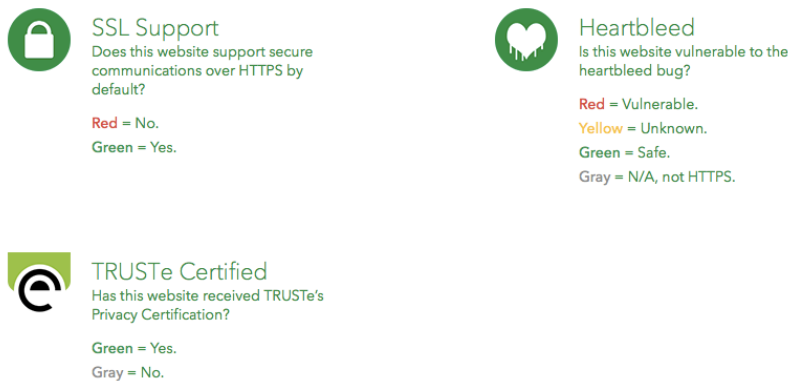 SSL Support
Does this website support secure
communications over HTTPS by
default?
Red = No.
Green = Yes.
Heartbleed
Is this website vulnerable to the
heartbleed bug?
Red = Vulnerable.
Yellow = Unknown.
Green = Safe.
Gray = N/A, not HTTPS.
TRUSTe Certified
Has this website received TRUSTe's
Privacy Certification?
Green = Yes.
Gray = No.